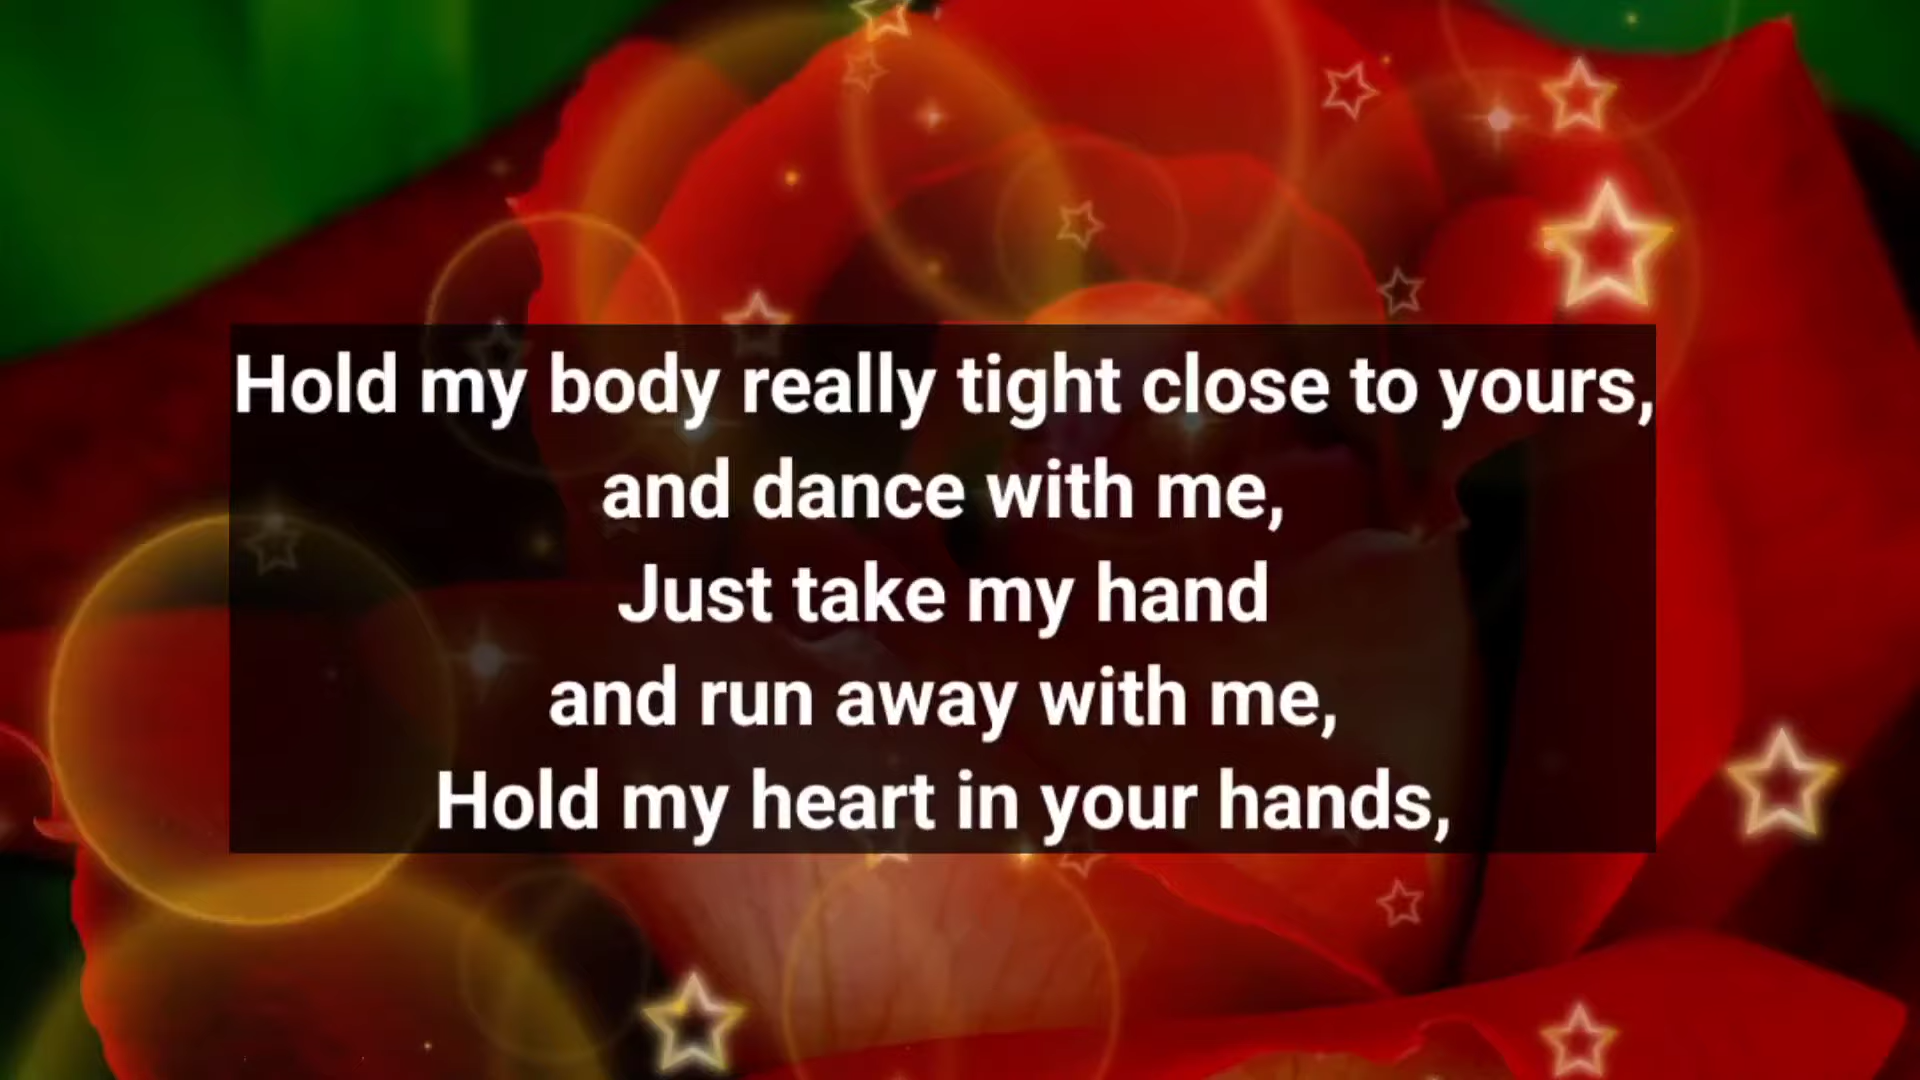 Hold my body really tight close to yours,
and dance with me,
Just take my hand
and run away with me,
Hold my heart in your hands,